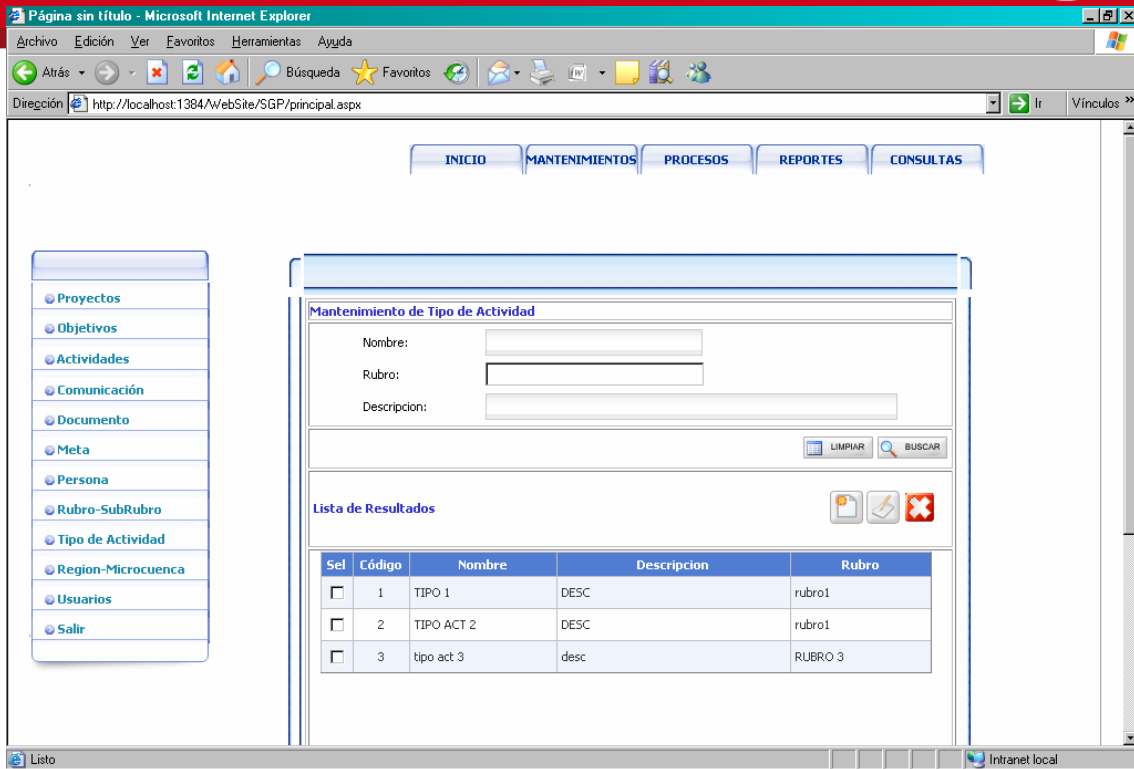 Página sin título - Microsoft Internet Explorer
Archivo Edición Ver Favoritos Herramientas Ayuda
Atrás Búsqueda Favoritos
Dirección http://localhost:1384/WebSite/SGP/principal.aspx Ir Vínculos »
INICIO MANTENIMIENTOS PROCESOS REPORTES CONSULTAS
Proyectos
Objetivos
Actividades
Comunicación
Documento
Meta
Persona
Rubro-SubRubro
Tipo de Actividad
Region-Microcuenca
Usuarios
Salir
Mantenimiento de Tipo de Actividad
Nombre:
Rubro:
Descripcion:
LIMPIAR BUSCAR
Lista de Resultados
Sel Código Nombre Descripcion Rubro
1 TIPO 1 DESC rubro1
2 TIPO ACT 2 DESC rubro1
3 tipo act 3 desc RUBRO 3
Listo Intranet local